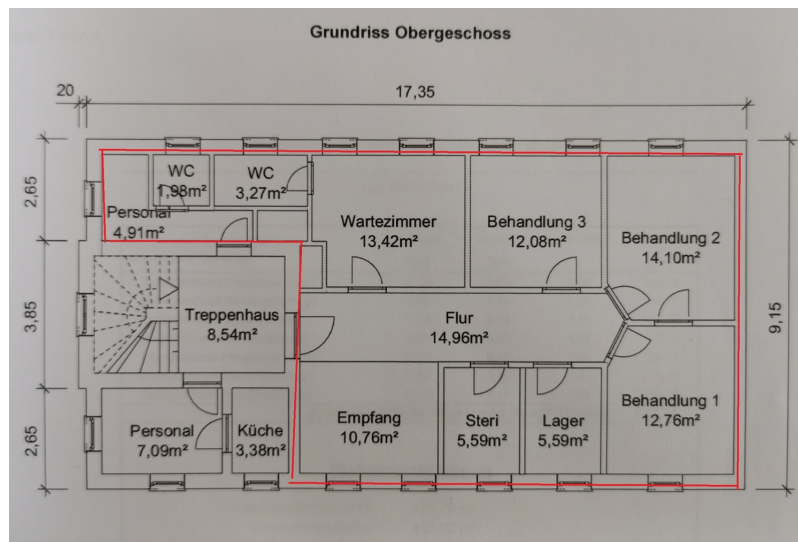 Grundriss Obergeschoss
20
17,35
WC
1,98m²
WC
3,27m²
2,65
Personal
4,91m²
Wartezimmer
13,42m²
Behandlung 3
12,08m²
Behandlung 2
14,10m²
3,85
Treppenhaus
8,54m²
Flur
14,96m²
9,15
2,65
Personal
7,09m²
Küche
3,38m²
Empfang
10,76m²
Steri
5,59m²
Lager
5,59m²
Behandlung 1
12,76m²